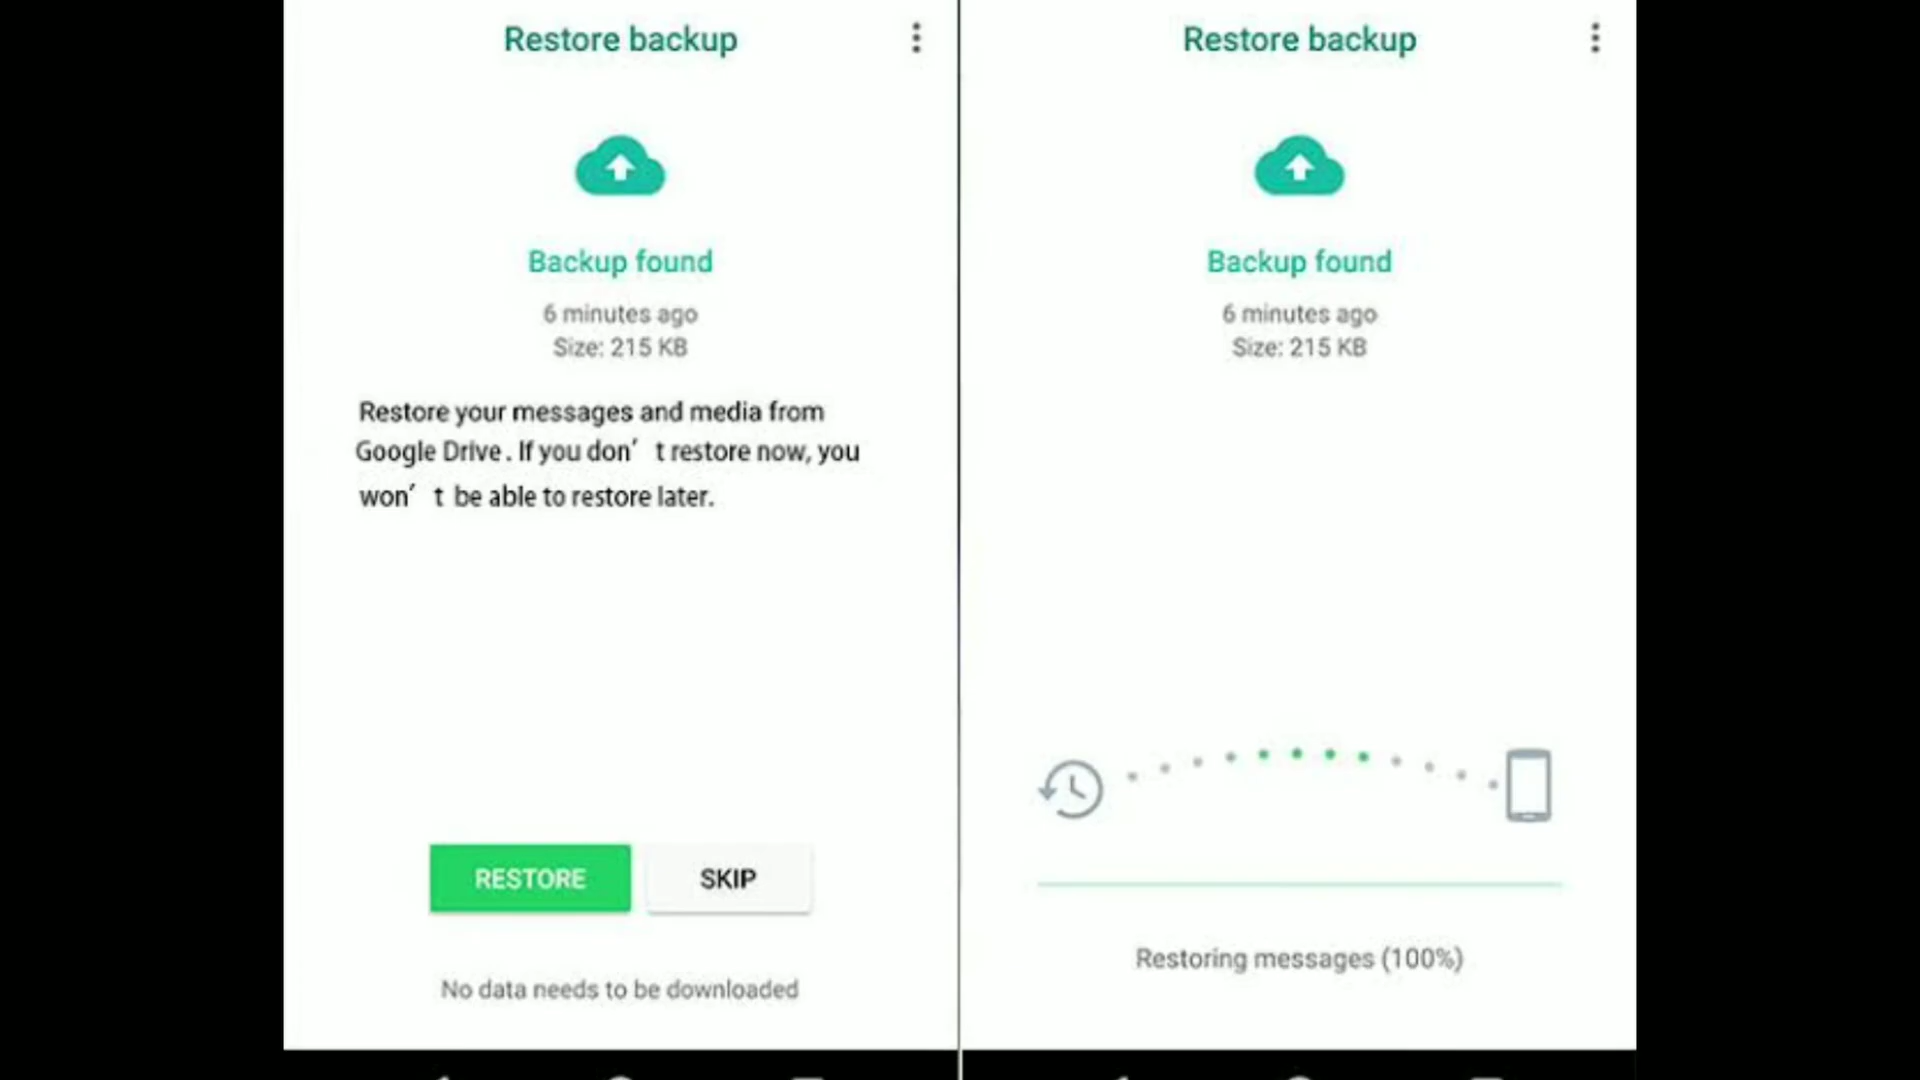 Restore backup
Backup found
6 minutes ago
Size: 215 KB
Restore your messages and media from
Google Drive. If you don't restore now, you
won't be able to restore later.
RESTORE
SKIP
No data needs to be downloaded
Restore backup
Backup found
6 minutes ago
Size: 215 KB
Restoring messages (100%)